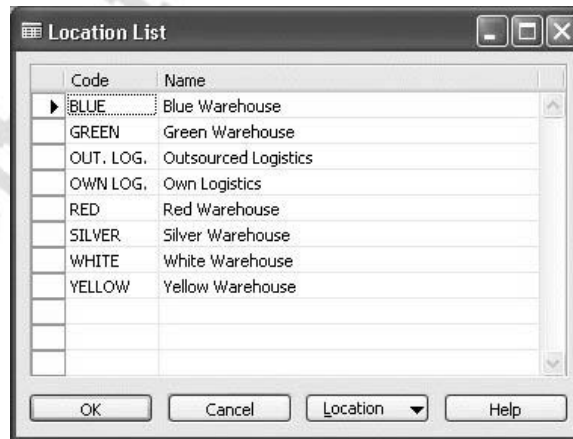 Location List
Code Name
BLUE Blue Warehouse
GREEN Green Warehouse
OUT. LOG. Outsourced Logistics
OWN LOG. Own Logistics
RED Red Warehouse
SILVER Silver Warehouse
WHITE White Warehouse
YELLOW Yellow Warehouse
OK Cancel Location Help